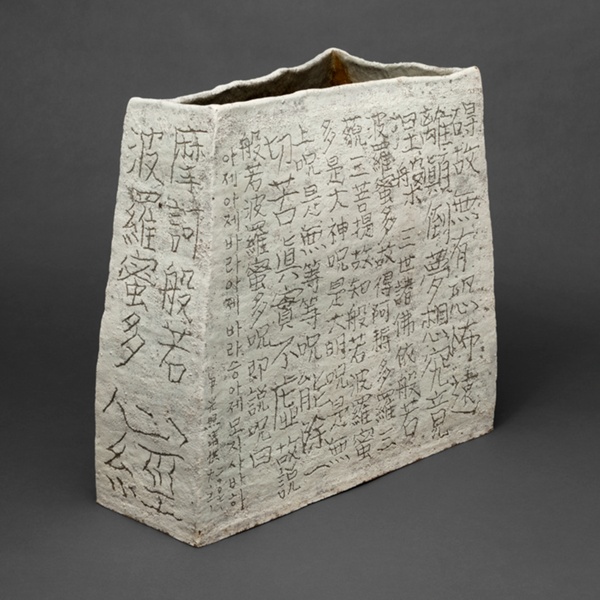 摩訶般若
波羅蜜多
心經
碍故無有恐怖遠
離顚倒夢想究竟
涅槃 三世諸佛依般若
波羅蜜多故得阿耨多羅三
藐三菩提故知般若波羅蜜
多是大神呪是大明呪是無
上呪是無等等呪能除一
切苦眞實不虛故說
般若波羅蜜多呪即說呪曰
아제아제바라아제 바라승아제모지사바하